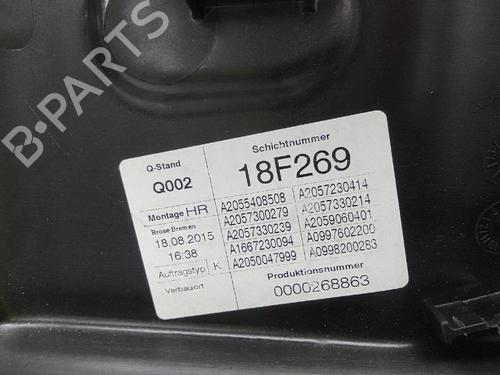 B-PARTS
Q-Stand
Q002
Schichtnummer
18F269
Montage HR
Brose Bremen
18.08.2015
16:38
Auftragstyp K
Verbauort
A2055408508
A2057300279
A2057330239
A1667230094
A2050047999
A2057230414
A2057330214
A2059060401
A0997602200
A0998200283
Produktionsnummer
0000268863